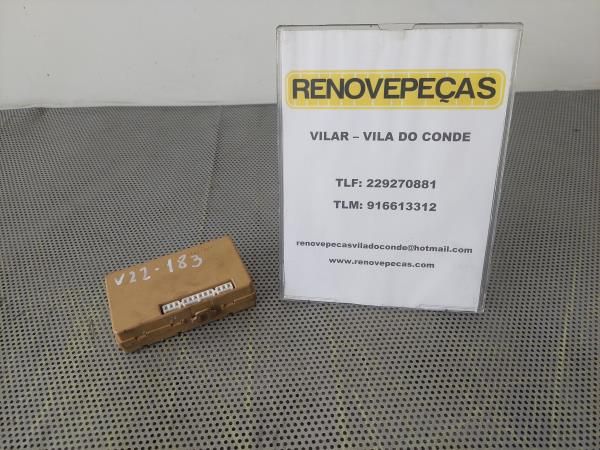 RENOVEPEÇAS
VILAR – VILA DO CONDE
TLF: 229270881
TLM: 916613312
renovepecasviladoconde@hotmail.com
www.renovepecas.com
V22-183